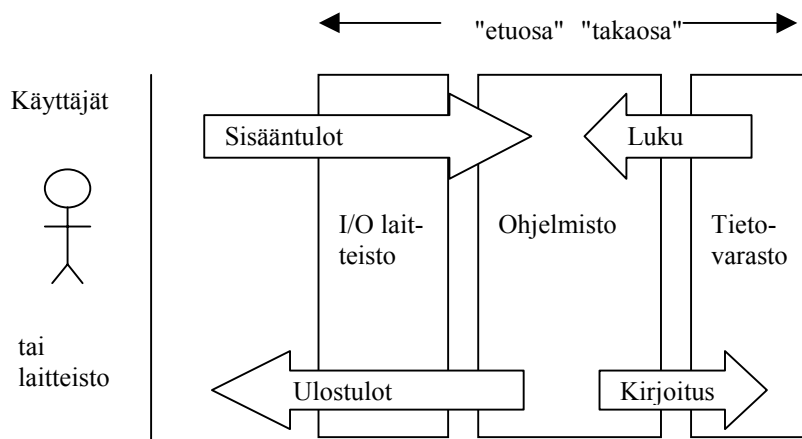 "etuosa" "takaosa"
Käyttäjät
Sisääntulot
Luku
I/O lait-
teisto
Ohjelmisto
Tieto-
varasto
tai
laitteisto
Ulostulot
Kirjoitus